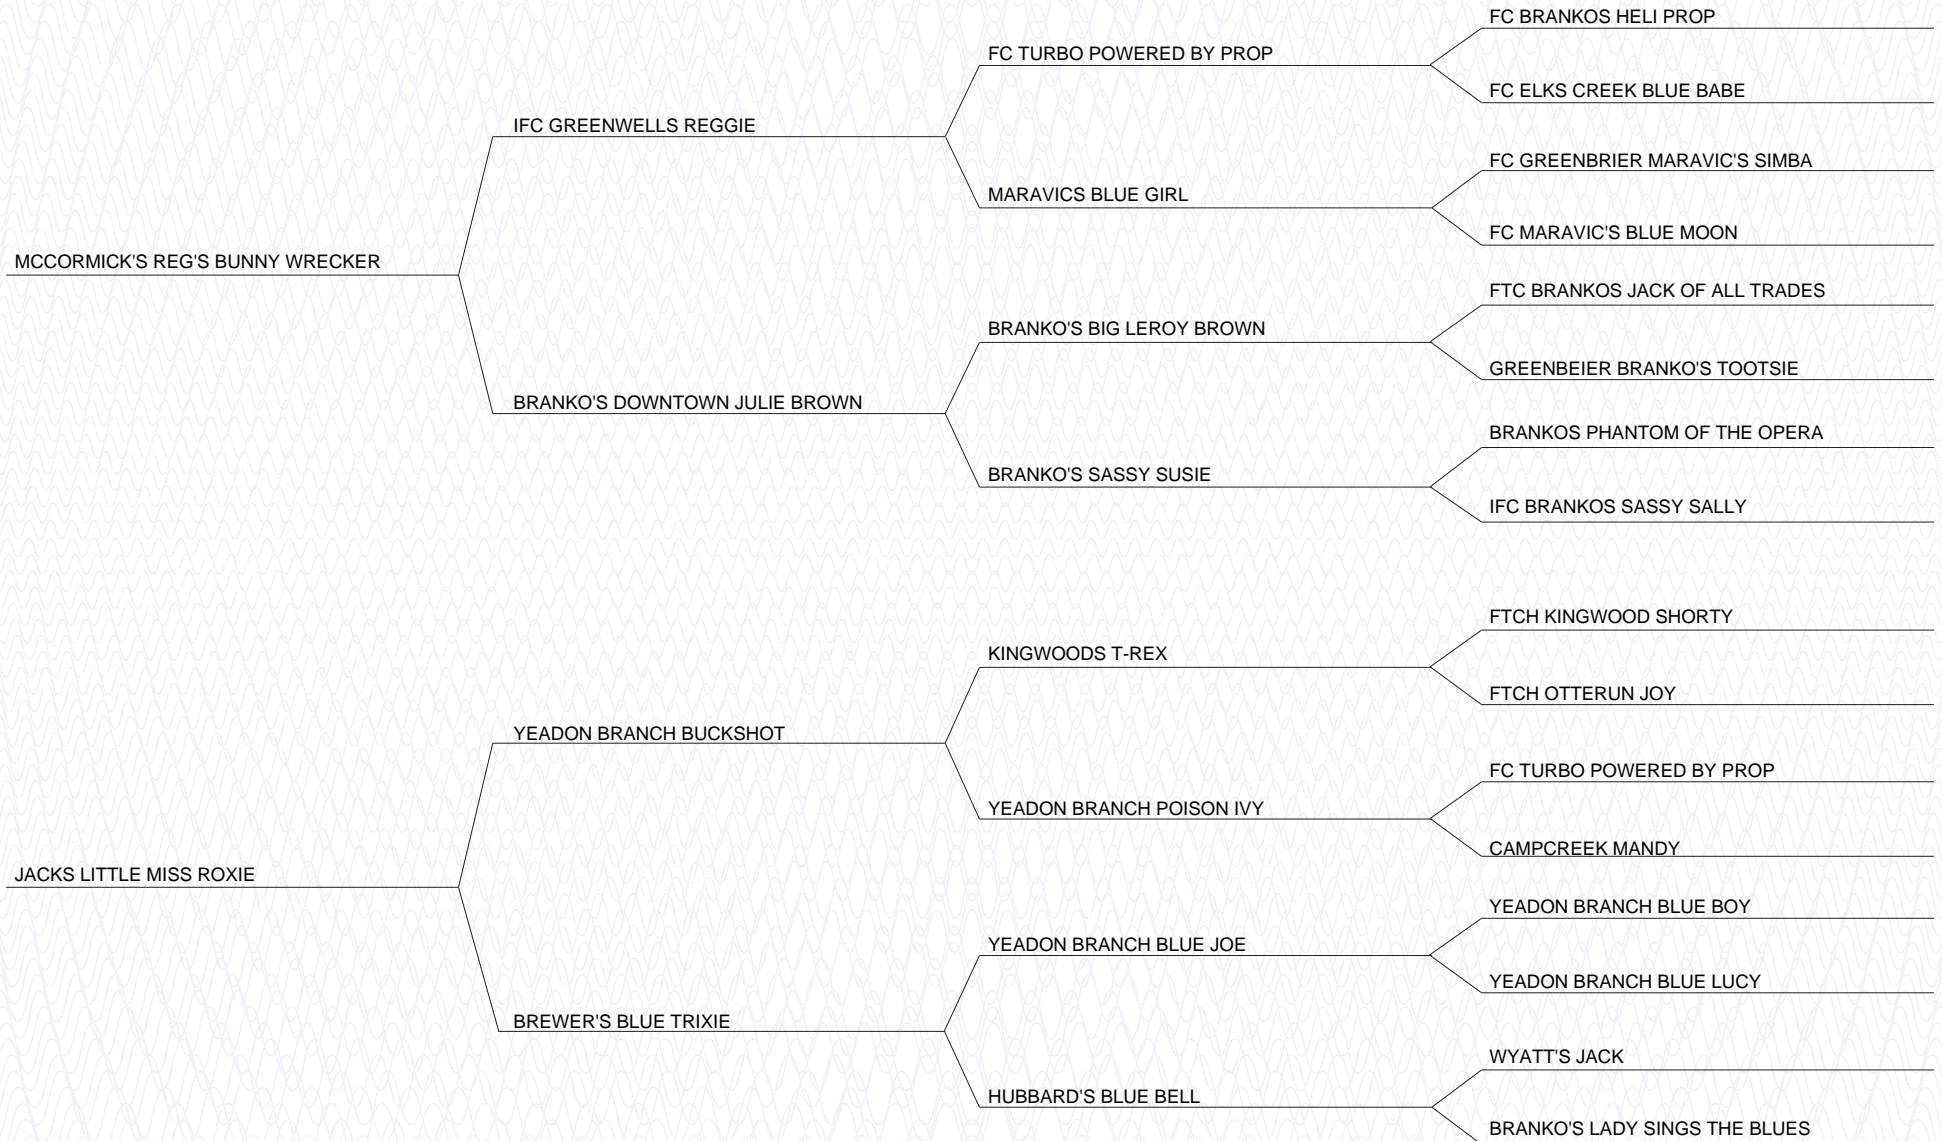 FC BRANKOS HELI PROP
FC TURBO POWERED BY PROP
FC ELKS CREEK BLUE BABE
IFC GREENWELLS REGGIE
FC GREENBRIER MARAVIC'S SIMBA
MARAVICS BLUE GIRL
FC MARAVIC'S BLUE MOON
MCCORMICK'S REG'S BUNNY WRECKER
FTC BRANKOS JACK OF ALL TRADES
BRANKO'S BIG LEROY BROWN
GREENBEIER BRANKO'S TOOTSIE
BRANKO'S DOWNTOWN JULIE BROWN
BRANKOS PHANTOM OF THE OPERA
BRANKO'S SASSY SUSIE
IFC BRANKOS SASSY SALLY
FTCH KINGWOOD SHORTY
KINGWOODS T-REX
FTCH OTTERUN JOY
YEADON BRANCH BUCKSHOT
FC TURBO POWERED BY PROP
YEADON BRANCH POISON IVY
CAMPCREEK MANDY
JACKS LITTLE MISS ROXIE
YEADON BRANCH BLUE BOY
YEADON BRANCH BLUE JOE
YEADON BRANCH BLUE LUCY
BREWER'S BLUE TRIXIE
WYATT'S JACK
HUBBARD'S BLUE BELL
BRANKO'S LADY SINGS THE BLUES